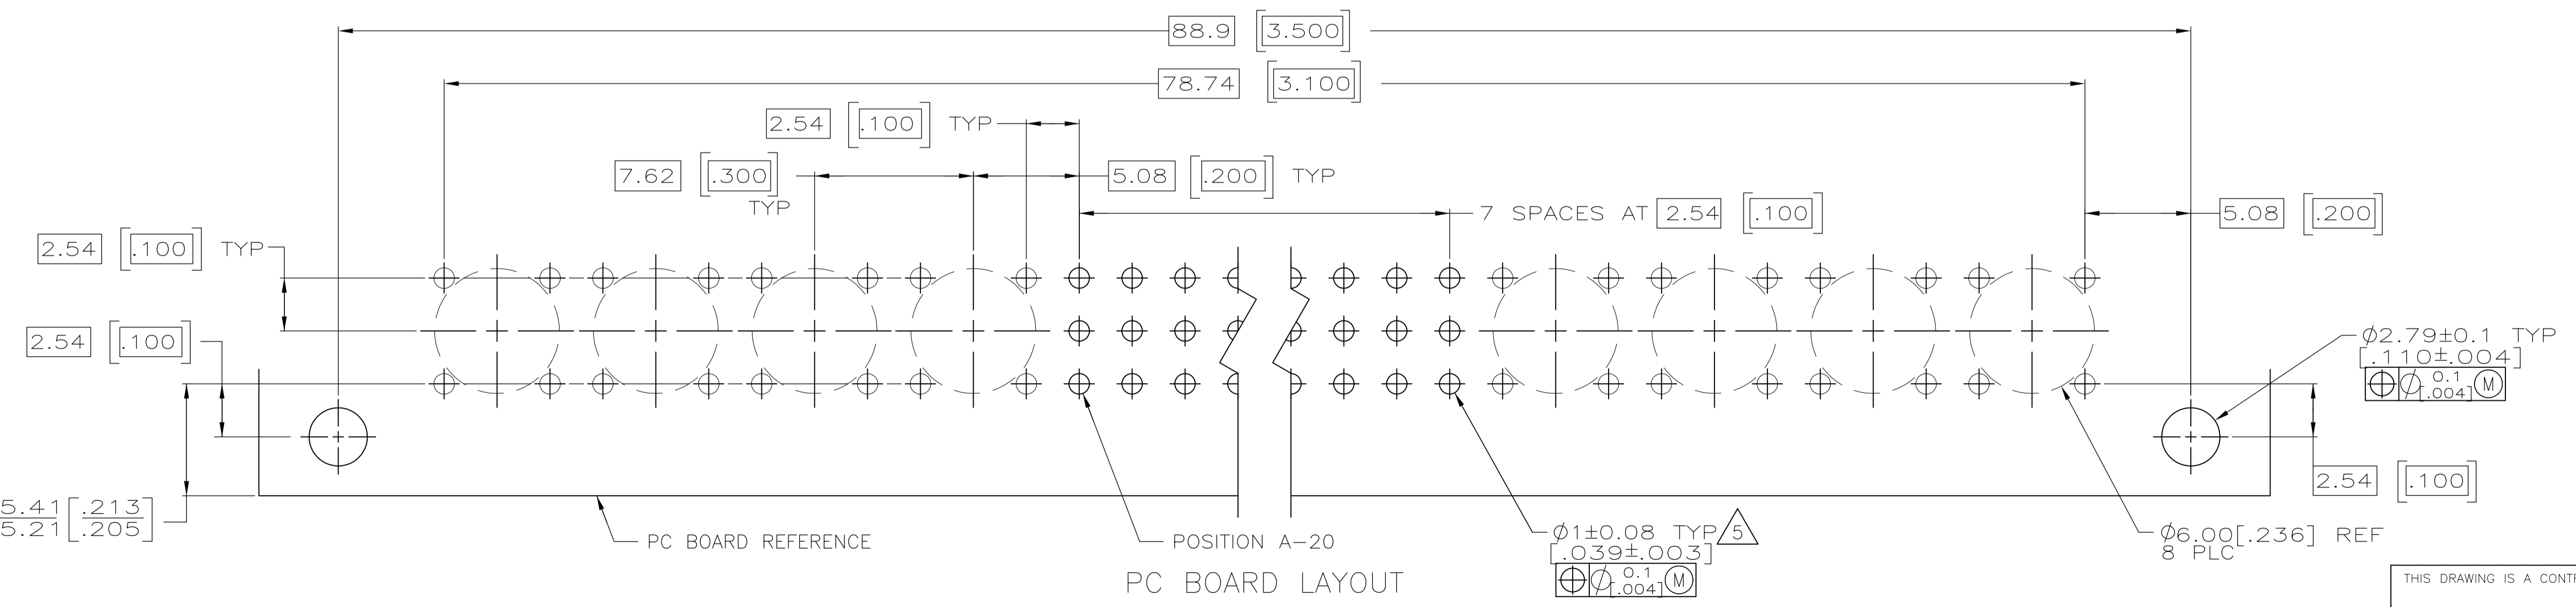 88.9 [3.500]
78.74 [3.100]
2.54 [.100] TYP
7.62 [.300] TYP
5.08 [.200] TYP
7 SPACES AT 2.54 [.100]
5.08 [.200]
2.54 [.100] TYP
2.54 [.100]
5.41 [.213
5.21 .205]
PC BOARD REFERENCE
POSITION A-20
PC BOARD LAYOUT
Ø1±0.08 TYP 5
[.039±.003]
⌖ Ø 0.1 Ⓜ
[.004]
Ø2.79±0.1 TYP
[.110±.004]
⌖ Ø 0.1 Ⓜ
[.004]
2.54 [.100]
Ø6.00[.236] REF
8 PLC
THIS DRAWING IS A CONT